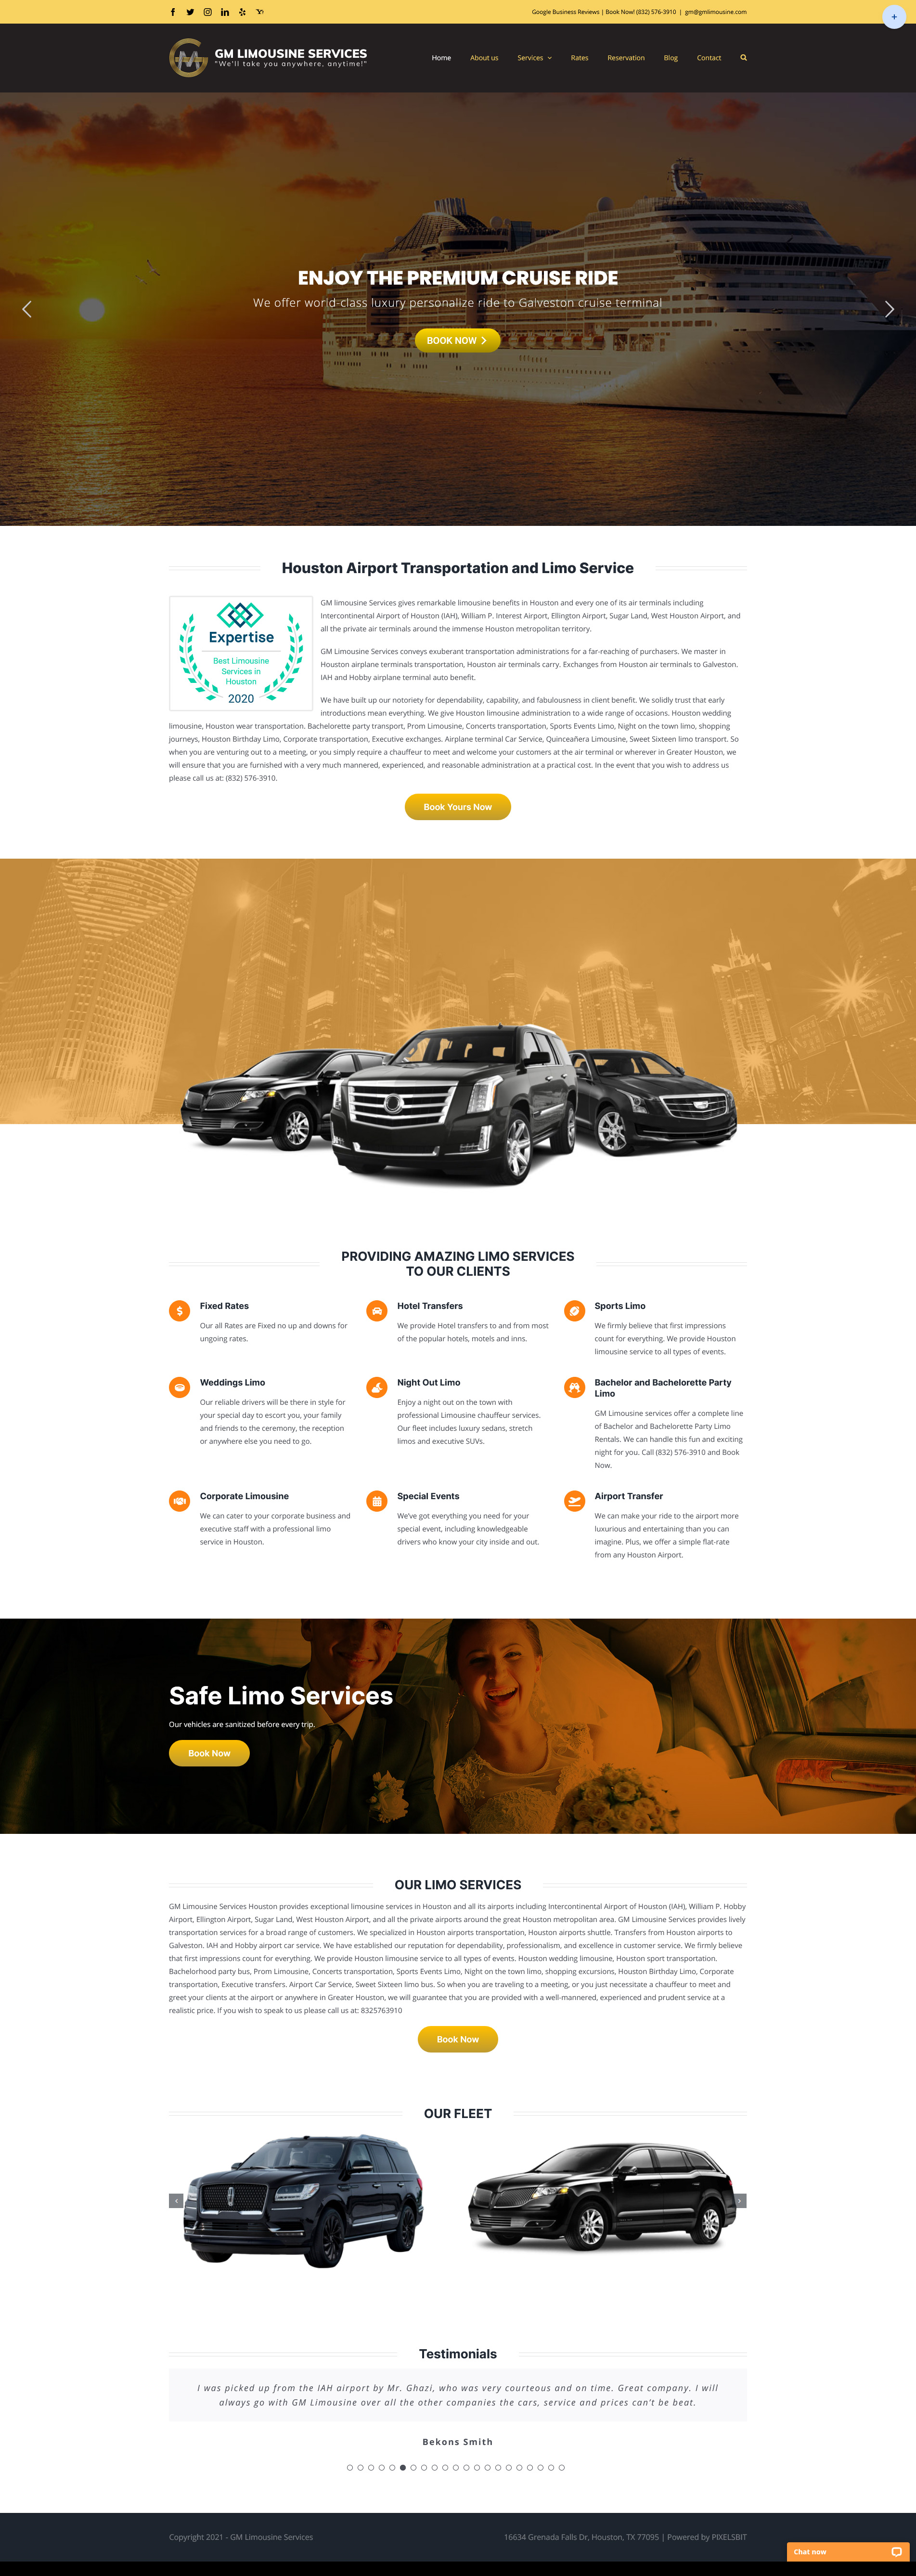 Google Business Reviews | Book Now! (832) 576-3910 | gm@gmlimousine.com
+
GM LIMOUSINE SERVICES
"We'll take you anywhere, anytime!"
Home About us Services Rates Reservation Blog Contact
ENJOY THE PREMIUM CRUISE RIDE
We offer world-class luxury personalize ride to Galveston cruise terminal
BOOK NOW
Houston Airport Transportation and Limo Service
Expertise
Best Limousine
Services in
Houston
2020
GM limousine Services gives remarkable limousine benefits in Houston and every one of its air terminals including
Intercontinental Airport of Houston (IAH), William P. Interest Airport, Ellington Airport, Sugar Land, West Houston Airport, and
all the private air terminals around the immense Houston metropolitan territory.
GM Limousine Services conveys exuberant transportation administrations for a far-reaching of purchasers. We master in
Houston airplane terminals transportation, Houston air terminals carry. Exchanges from Houston air terminals to Galveston.
IAH and Hobby airplane terminal auto benefit.
We have built up our notoriety for dependability, capability, and fabulousness in client benefit. We solidly trust that early
introductions mean everything. We give Houston limousine administration to a wide range of occasions. Houston wedding
limousine, Houston wear transportation. Bachelorette party transport, Prom Limousine, Concerts transportation, Sports Events Limo, Night on the town limo, shopping
journeys, Houston Birthday Limo, Corporate transportation, Executive exchanges. Airplane terminal Car Service, Quinceañera Limousine, Sweet Sixteen limo transport. So
when you are venturing out to a meeting, or you simply require a chauffeur to meet and welcome your customers at the air terminal or wherever in Greater Houston, we
will ensure that you are furnished with a very much mannered, experienced, and reasonable administration at a practical cost. In the event that you wish to address us
please call us at: (832) 576-3910.
Book Yours Now
PROVIDING AMAZING LIMO SERVICES
TO OUR CLIENTS
Fixed Rates
Our all Rates are Fixed no up and downs for
ungoing rates.
Hotel Transfers
We provide Hotel transfers to and from most
of the popular hotels, motels and inns.
Sports Limo
We firmly believe that first impressions
count for everything. We provide Houston
limousine service to all types of events.
Weddings Limo
Our reliable drivers will be there in style for
your special day to escort you, your family
and friends to the ceremony, the reception
or anywhere else you need to go.
Night Out Limo
Enjoy a night out on the town with
professional Limousine chauffeur services.
Our fleet includes luxury sedans, stretch
limos and executive SUVs.
Bachelor and Bachelorette Party
Limo
GM Limousine services offer a complete line
of Bachelor and Bachelorette Party Limo
Rentals. We can handle this fun and exciting
night for you. Call (832) 576-3910 and Book
Now.
Corporate Limousine
We can cater to your corporate business and
executive staff with a professional limo
service in Houston.
Special Events
We've got everything you need for your
special event, including knowledgeable
drivers who know your city inside and out.
Airport Transfer
We can make your ride to the airport more
luxurious and entertaining than you can
imagine. Plus, we offer a simple flat-rate
from any Houston Airport.
Safe Limo Services
Our vehicles are sanitized before every trip.
Book Now
OUR LIMO SERVICES
GM Limousine Services Houston provides exceptional limousine services in Houston and all its airports including Intercontinental Airport of Houston (IAH), William P. Hobby
Airport, Ellington Airport, Sugar Land, West Houston Airport, and all the private airports around the great Houston metropolitan area. GM Limousine Services provides lively
transportation services for a broad range of customers. We specialized in Houston airports transportation, Houston airports shuttle. Transfers from Houston airports to
Galveston. IAH and Hobby airport car service. We have established our reputation for dependability, professionalism, and excellence in customer service. We firmly believe
that first impressions count for everything. We provide Houston limousine service to all types of events. Houston wedding limousine, Houston sport transportation.
Bachelorhood party bus, Prom Limousine, Concerts transportation, Sports Events Limo, Night on the town limo, shopping excursions, Houston Birthday Limo, Corporate
transportation, Executive transfers. Airport Car Service, Sweet Sixteen limo bus. So when you are traveling to a meeting, or you just necessitate a chauffeur to meet and
greet your clients at the airport or anywhere in Greater Houston, we will guarantee that you are provided with a well-mannered, experienced and prudent service at a
realistic price. If you wish to speak to us please call us at: 8325763910
Book Now
OUR FLEET
Testimonials
I was picked up from the IAH airport by Mr. Ghazi, who was very courteous and on time. Great company. I will
always go with GM Limousine over all the other companies the cars, service and prices can't be beat.
Bekons Smith
Copyright 2021 - GM Limousine Services
16634 Grenada Falls Dr, Houston, TX 77095 | Powered by PIXELSBIT
Chat now